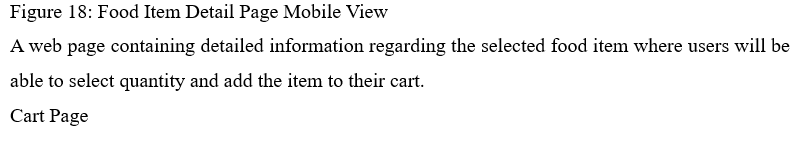 Figure 18: Food Item Detail Page Mobile View
A web page containing detailed information regarding the selected food item where users will be
able to select quantity and add the item to their cart.
Cart Page